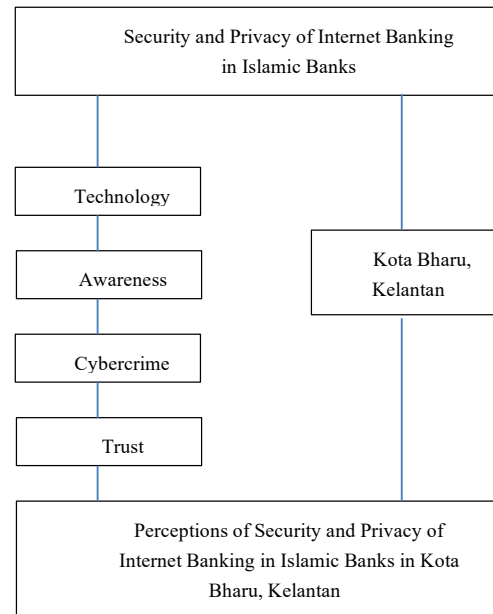 Security and Privacy of Internet Banking
in Islamic Banks
Technology
Awareness
Cybercrime
Trust
Kota Bharu,
Kelantan
Perceptions of Security and Privacy of
Internet Banking in Islamic Banks in Kota
Bharu, Kelantan